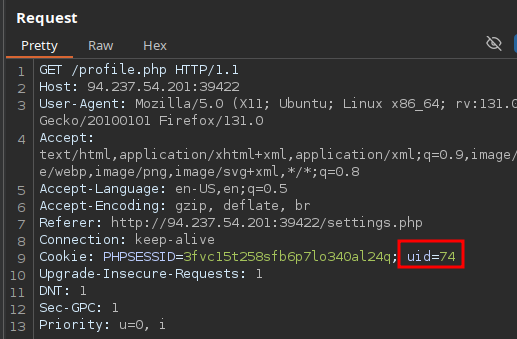 Request
Pretty Raw Hex
1 GET /profile.php HTTP/1.1
2 Host: 94.237.54.201:39422
3 User-Agent: Mozilla/5.0 (X11; Ubuntu; Linux x86_64; rv:131.0
Gecko/20100101 Firefox/131.0
4 Accept:
text/html,application/xhtml+xml,application/xml;q=0.9,image/
e/webp,image/png,image/svg+xml,*/*;q=0.8
5 Accept-Language: en-US,en;q=0.5
6 Accept-Encoding: gzip, deflate, br
7 Referer: http://94.237.54.201:39422/settings.php
8 Connection: keep-alive
9 Cookie: PHPSESSID=3fvc15t258sfb6p7lo340al24q; uid=74
10 Upgrade-Insecure-Requests: 1
11 DNT: 1
12 Sec-GPC: 1
13 Priority: u=0, i